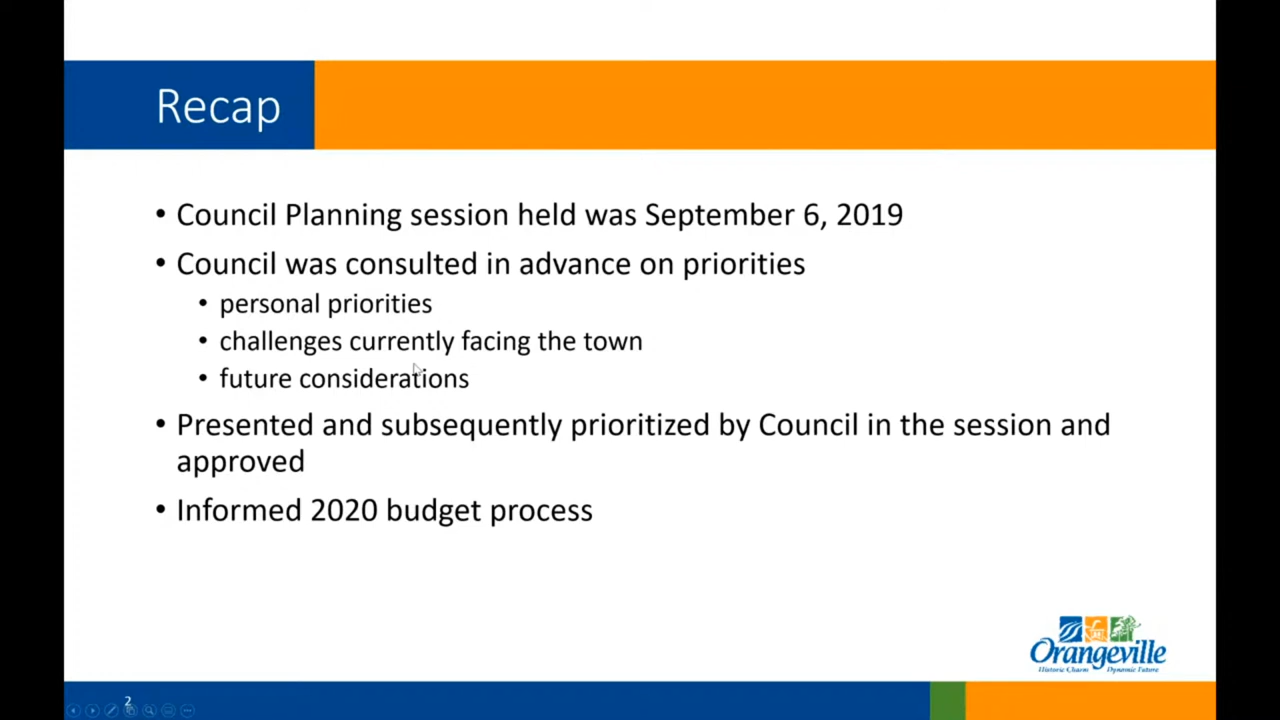 Recap
• Council Planning session held was September 6, 2019
• Council was consulted in advance on priorities
• personal priorities
• challenges currently facing the town
• future considerations
• Presented and subsequently prioritized by Council in the session and
approved
• Informed 2020 budget process
Orangeville
Historic Charm Dynamic Future
2